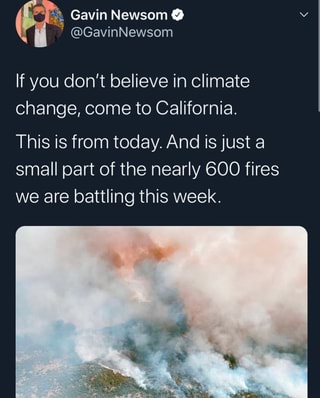 Gavin Newsom
@GavinNewsom
If you don’t believe in climate
change, come to California.
This is from today. And is just a
small part of the nearly 600 fires
we are battling this week.